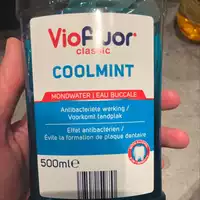 Viofluor®
classic
COOLMINT
MONDWATER | EAU BUCCALE
Antibacteriële werking /
Voorkomt tandplak
Effet antibactérien /
Évite la formation de plaque dentaire
500ml e